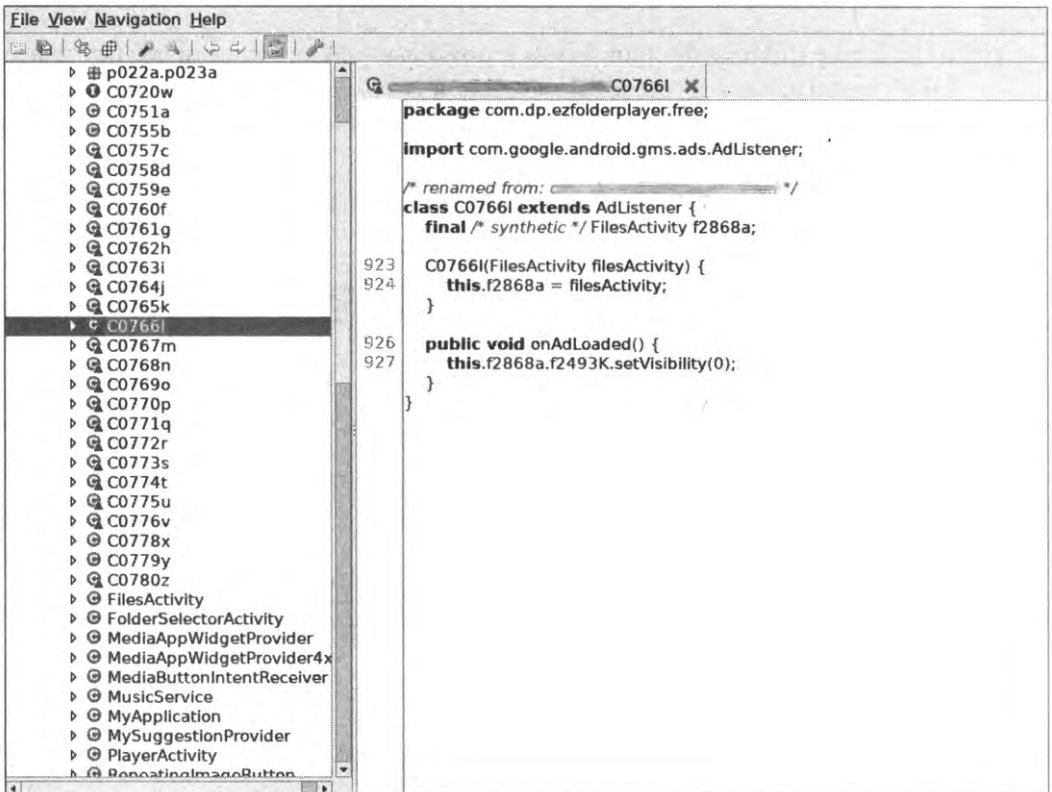 File View Navigation Help
p022a.p023a
C0720w
C0751a
C0755b
C0757c
C0758d
C0759e
C0760f
C0761g
C0762h
C0763i
C0764j
C0765k
C0766l
C0767m
C0768n
C0769o
C0770p
C0771q
C0772r
C0773s
C0774t
C0775u
C0776v
C0778x
C0779y
C0780z
FilesActivity
FolderSelectorActivity
MediaAppWidgetProvider
MediaAppWidgetProvider4x
MediaButtonIntentReceiver
MusicService
MyApplication
MySuggestionProvider
PlayerActivity
RepeatingImageButton
C0766l
package com.dp.ezfolderplayer.free;
import com.google.android.gms.ads.AdListener;
/* renamed from: */
class C0766l extends AdListener {
final /* synthetic */ FilesActivity f2868a;
923 C0766l(FilesActivity filesActivity) {
924 this.f2868a = filesActivity;
}
926 public void onAdLoaded() {
927 this.f2868a.f2493K.setVisibility(0);
}
}